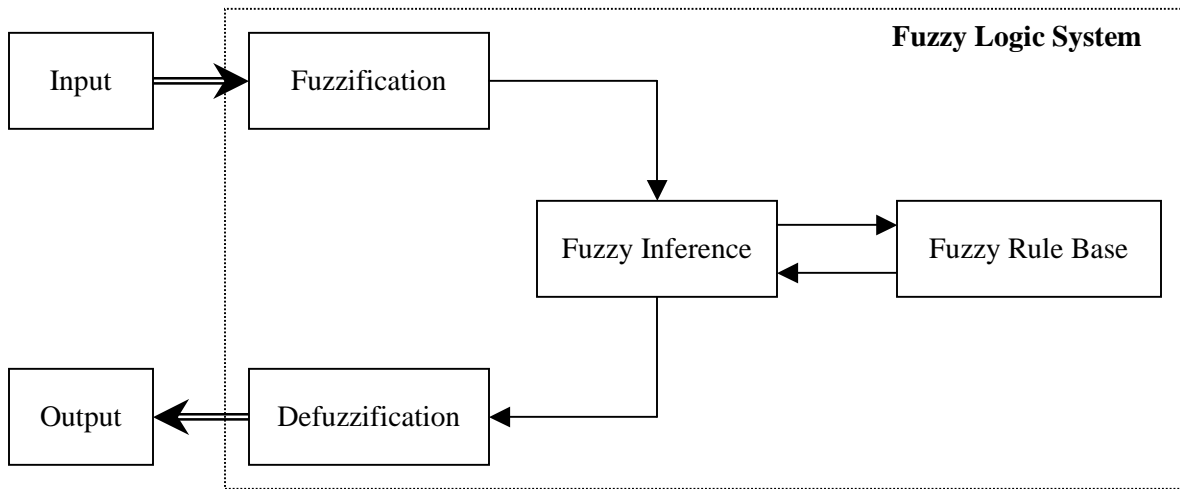 Fuzzy Logic System
Input
Fuzzification
Fuzzy Inference
Fuzzy Rule Base
Output
Defuzzification